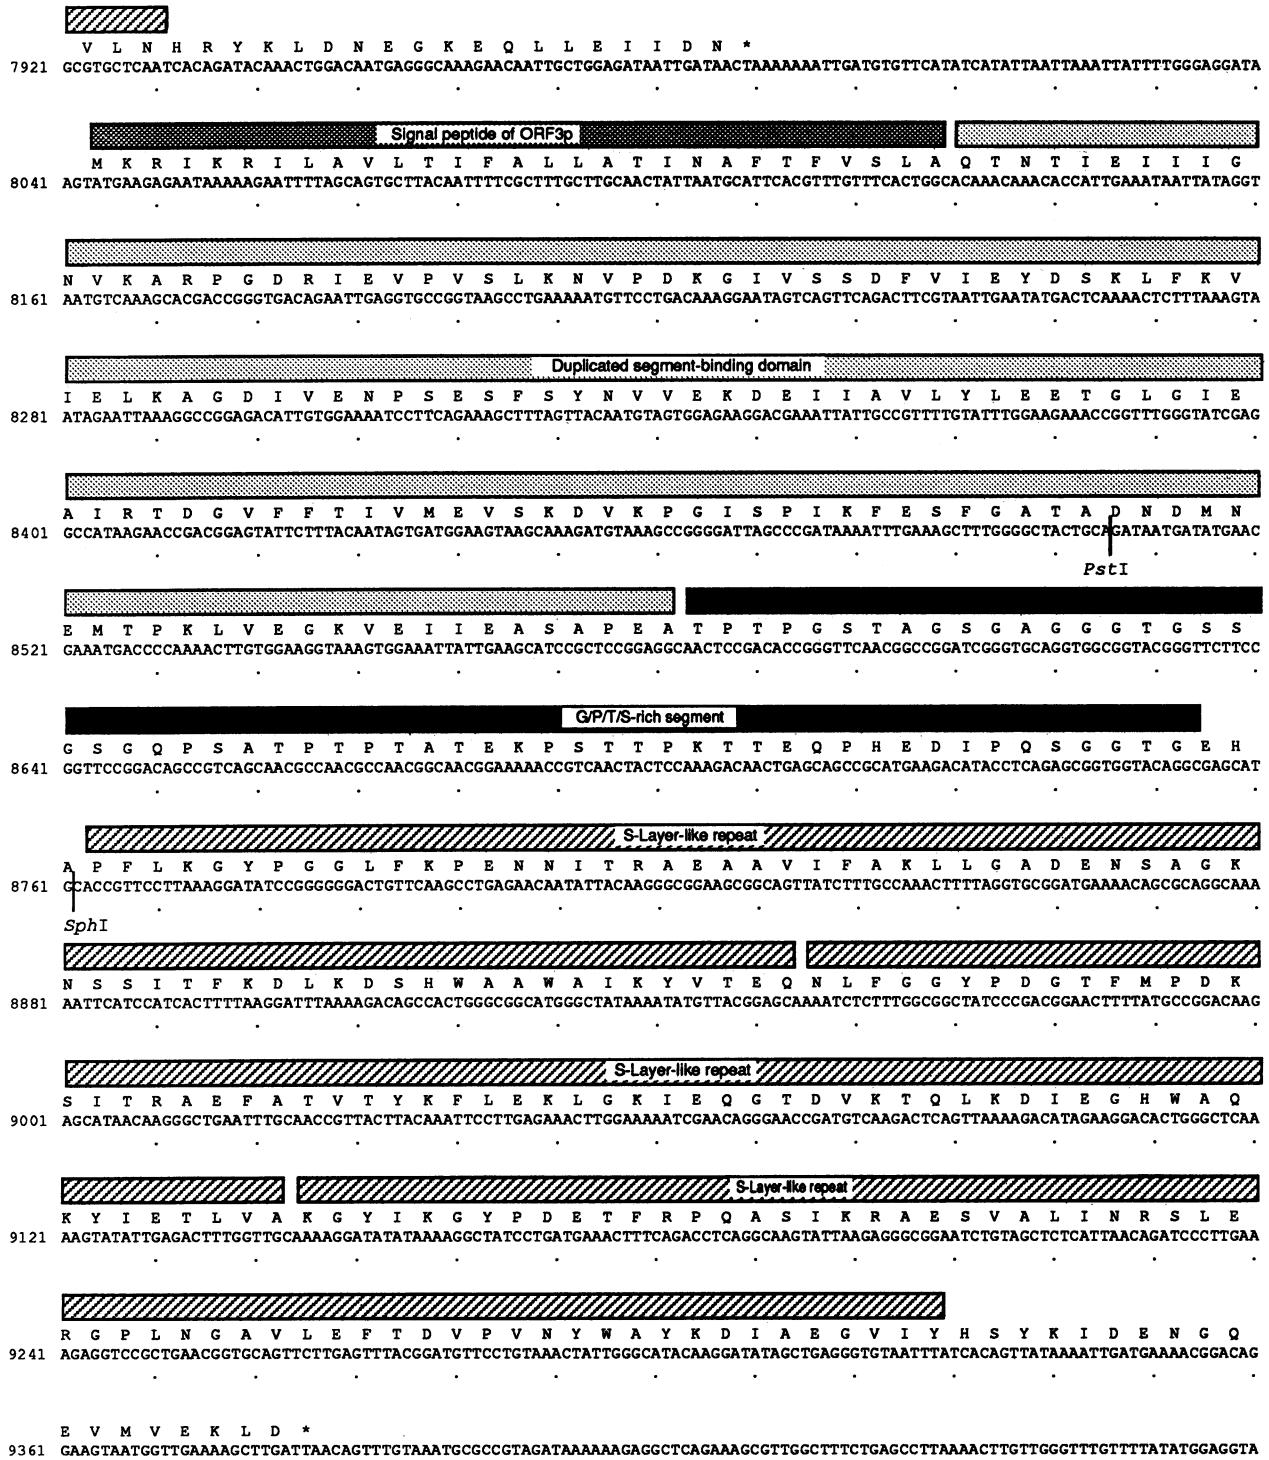 V L N H R Y K L D N E G K E Q L L E I I D N *
7921 GCGTGCTCAATCACAGATACAAACTGGACAATGAGGGCAAAGAACAATTGCTGGAGATAATTGATAACTAAAAAAATTGATGTGTTCATATCATATTAATTAAATTATTTTGGGAGGATA
Signal peptide of ORF3p
M K R I K R I L A V L T I F A L L A T I N A F T F V S L A Q T N T I E I I I G
8041 AGTATGAAGAGAATAAAAAGAATTTTAGCAGTGCTTACAATTTTCGCTTTGCTTGCAACTATTAATGCATTCACGTTTGTTTCACTGGCACAAACAAACACCATTGAAATAATTATAGGT
N V K A R P G D R I E V P V S L K N V P D K G I V S S D F V I E Y D S K L F K V
8161 AATGTCAAAGCACGACCGGGTGACAGAATTGAGGTGCCGGTAAGCCTGAAAAATGTTCCTGACAAAGGAATAGTCAGTTCAGACTTCGTAATTGAATATGACTCAAAACTCTTTAAAGTA
Duplicated segment-binding domain
I E L K A G D I V E N P S E S F S Y N V V E K D E I I A V L Y L E E T G L G I E
8281 ATAGAATTAAAGGCCGGAGACATTGTGGAAAATCCTTCAGAAAGCTTTAGTTACAATGTAGTGGAGAAGGACGAAATTATTGCCGTTTTGTATTTGGAAGAAACCGGTTTGGGTATCGAG
A I R T D G V F F T I V M E V S K D V K P G I S P I K F E S F G A T A D N D M N
8401 GCCATAAGAACCGACGGAGTATTCTTTACAATAGTGATGGAAGTAAGCAAAGATGTAAAGCCGGGGATTAGCCCGATAAAATTTGAAAGCTTTGGGGCTACTGCAGATAATGATATGAAC
PstI
E M T P K L V E G K V E I I E A S A P E A T P T P G S T A G S G A G G G T G S S
8521 GAAATGACCCCAAAACTTGTGGAAGGTAAAGTGGAAATTATTGAAGCATCCGCTCCGGAGGCAACTCCGACACCGGGTTCAACGGCCGGATCGGGTGCAGGTGGCGGTACGGGTTCTTCC
G/P/T/S-rich segment
G S G Q P S A T P T P T A T E K P S T T P K T T E Q P H E D I P Q S G G T G E H
8641 GGTTCCGGACAGCCGTCAGCAACGCCAACGCCAACGGCAACGGAAAAACCGTCAACTACTCCAAAGACAACTGAGCAGCCGCATGAAGACATACCTCAGAGCGGTGGTACAGGCGAGCAT
S-Layer-like repeat
A P F L K G Y P G G L F K P E N N I T R A E A A V I F A K L L G A D E N S A G K
8761 GCACCGTTCCTTAAAGGATATCCGGGGGGACTGTTCAAGCCTGAGAACAATATTACAAGGGCGGAAGCGGCAGTTATCTTTGCCAAACTTTTAGGTGCGGATGAAAACAGCGCAGGCAAA
SphI
N S S I T F K D L K D S H W A A W A I K Y V T E Q N L F G G Y P D G T F M P D K
8881 AATTCATCCATCACTTTTAAGGATTTAAAAGACAGCCACTGGGCGGCATGGGCTATAAAATATGTTACGGAGCAAAATCTCTTTGGCGGCTATCCCGACGGAACTTTTATGCCGGACAAG
S-Layer-like repeat
S I T R A E F A T V T Y K F L E K L G K I E Q G T D V K T Q L K D I E G H W A Q
9001 AGCATAACAAGGGCTGAATTTGCAACCGTTACTTACAAATTCCTTGAGAAACTTGGAAAAATCGAACAGGGAACCGATGTCAAGACTCAGTTAAAAGACATAGAAGGACACTGGGCTCAA
S-Layer-like repeat
K Y I E T L V A K G Y I K G Y P D E T F R P Q A S I K R A E S V A L I N R S L E
9121 AAGTATATTGAGACTTTGGTTGCAAAAGGATATATAAAAGGCTATCCTGATGAAACTTTCAGACCTCAGGCAAGTATTAAGAGGGCGGAATCTGTAGCTCTCATTAACAGATCCCTTGAA
R G P L N G A V L E F T D V P V N Y W A Y K D I A E G V I Y H S Y K I D E N G Q
9241 AGAGGTCCGCTGAACGGTGCAGTTCTTGAGTTTACGGATGTTCCTGTAAACTATTGGGCATACAAGGATATAGCTGAGGGTGTAATTTATCACAGTTATAAAATTGATGAAAACGGACAG
E V M V E K L D *
9361 GAAGTAATGGTTGAAAAGCTTGATTAACAGTTTGTAAATGCGCCGTAGATAAAAAAGAGGCTCAGAAAGCGTTGGCTTTCTGAGCCTTAAAACTTGTTGGGTTTGTTTTATATGGAGGTA